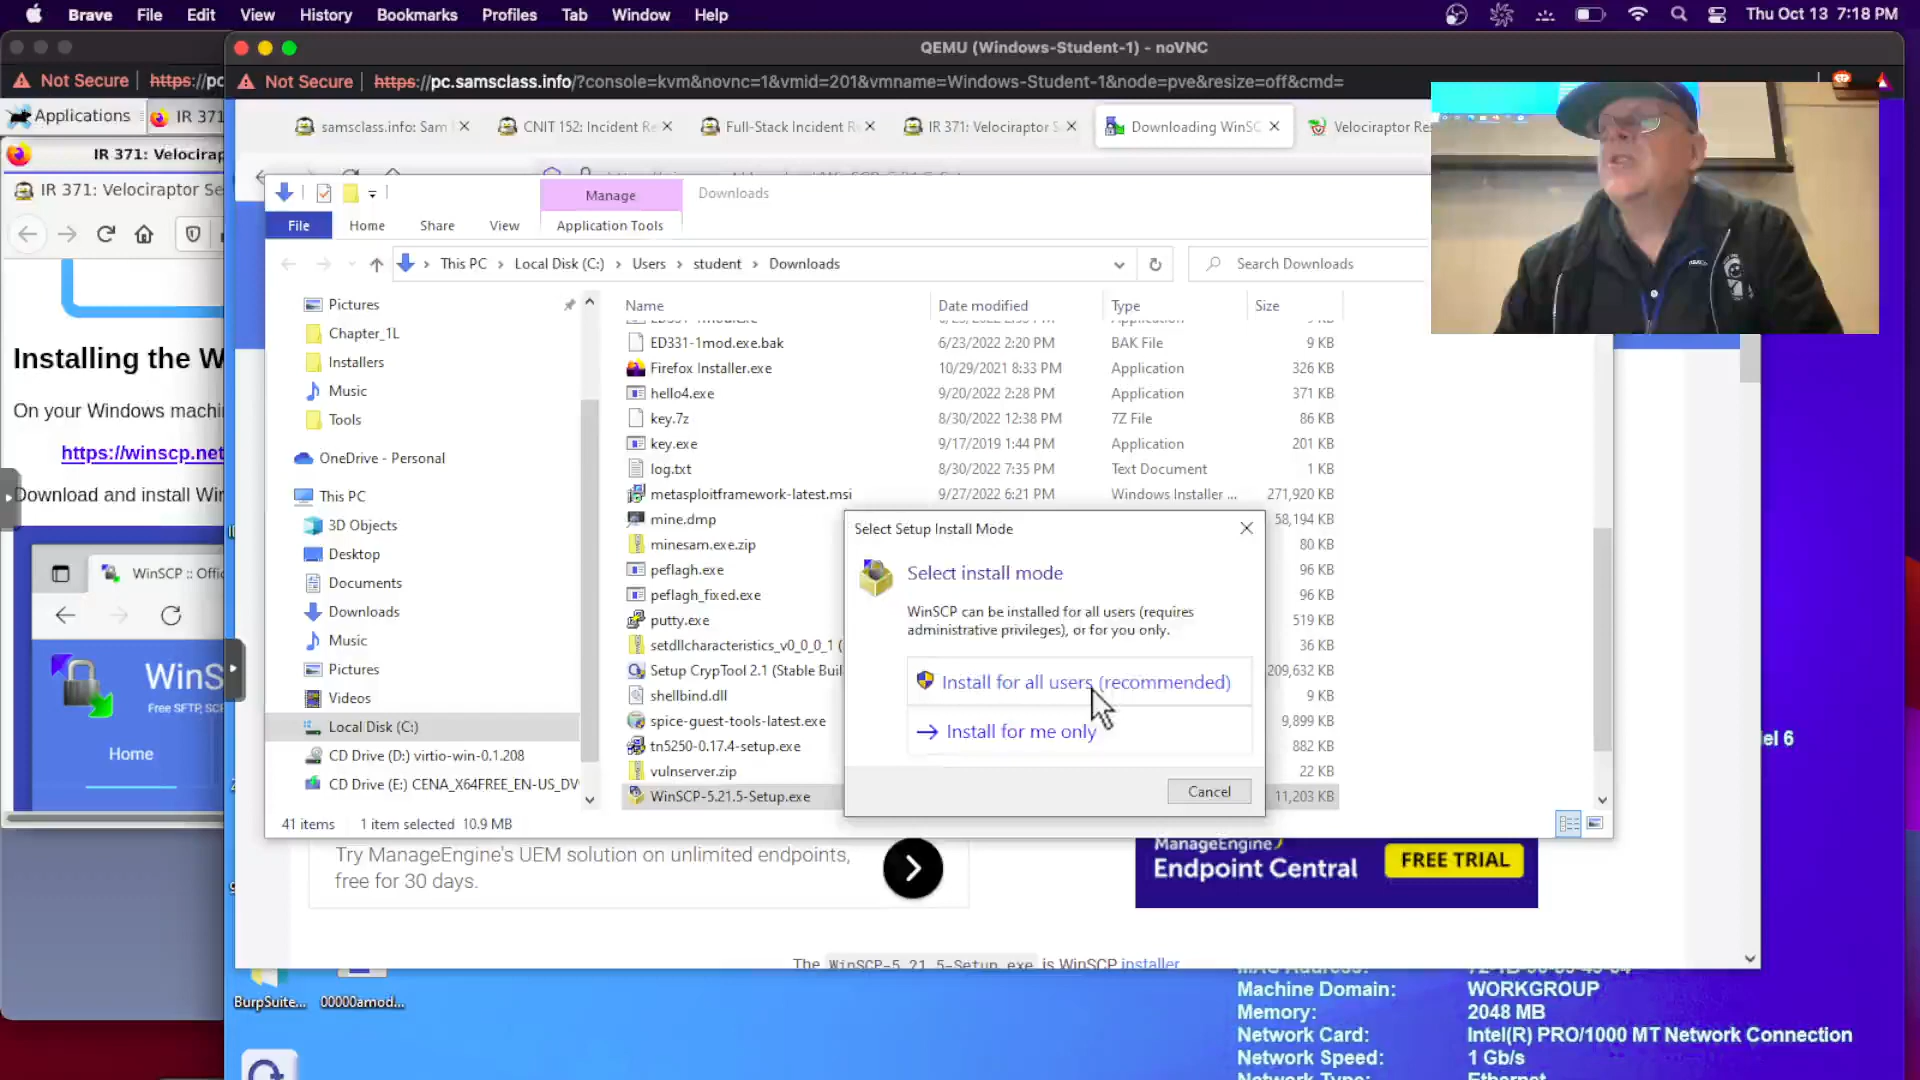 Brave File Edit View History Bookmarks Profiles Tab Window Help
Thu Oct 13 7:18 PM
QEMU (Windows-Student-1) - noVNC
Not Secure https://pc
Not Secure https://pc.samsclass.info/?console=kvm&novnc=1&vmid=201&vmname=Windows-Student-1&node=pve&resize=off&cmd=
Applications IR 371
samsclass.info: Sam
CNIT 152: Incident Re
Full-Stack Incident R
IR 371: Velociraptor S
Downloading WinSC
Velociraptor Re
IR 371: Velocirap
IR 371: Velociraptor Se
Manage
Downloads
File Home Share View Application Tools
This PC > Local Disk (C:) > Users > student > Downloads
Search Downloads
Name Date modified Type Size
Pictures
Chapter_1L
Installers
Music
Tools
OneDrive - Personal
This PC
3D Objects
Desktop
Documents
Downloads
Music
Pictures
Videos
Local Disk (C:)
CD Drive (D:) virtio-win-0.1.208
CD Drive (E:) CENA_X64FREE_EN-US_DV
ED331-1mod.exe.bak 6/23/2022 2:20 PM BAK File 9 KB
Firefox Installer.exe 10/29/2021 8:33 PM Application 326 KB
hello4.exe 9/20/2022 2:28 PM Application 371 KB
key.7z 8/30/2022 12:38 PM 7Z File 86 KB
key.exe 9/17/2019 1:44 PM Application 201 KB
log.txt 8/30/2022 7:35 PM Text Document 1 KB
metasploitframework-latest.msi 9/27/2022 6:21 PM Windows Installer ... 271,920 KB
mine.dmp 58,194 KB
minesam.exe.zip 80 KB
peflagh.exe 96 KB
peflagh_fixed.exe 96 KB
putty.exe 519 KB
setdllcharacteristics_v0_0_0_1 ( 36 KB
Setup CrypTool 2.1 (Stable Buil 209,632 KB
shellbind.dll 9 KB
spice-guest-tools-latest.exe 9,899 KB
tn5250-0.17.4-setup.exe 882 KB
vulnserver.zip 22 KB
WinSCP-5.21.5-Setup.exe 11,203 KB
41 items 1 item selected 10.9 MB
Select Setup Install Mode
Select install mode
WinSCP can be installed for all users (requires
administrative privileges), or for you only.
Install for all users (recommended)
Install for me only
Cancel
Installing the W
On your Windows machin
https://winscp.net
Download and install Win
WinSCP :: Offic
WinS
Free SFTP, SCP
Home
Try ManageEngine's UEM solution on unlimited endpoints,
free for 30 days.
ManageEngine
Endpoint Central
FREE TRIAL
The WinSCP-5.21.5-Setup.exe is WinSCP installer
BurpSuite...
00000amod...
del 6
Machine Domain: WORKGROUP
Memory: 2048 MB
Network Card: Intel(R) PRO/1000 MT Network Connection
Network Speed: 1 Gb/s
Network Type: Ethernet